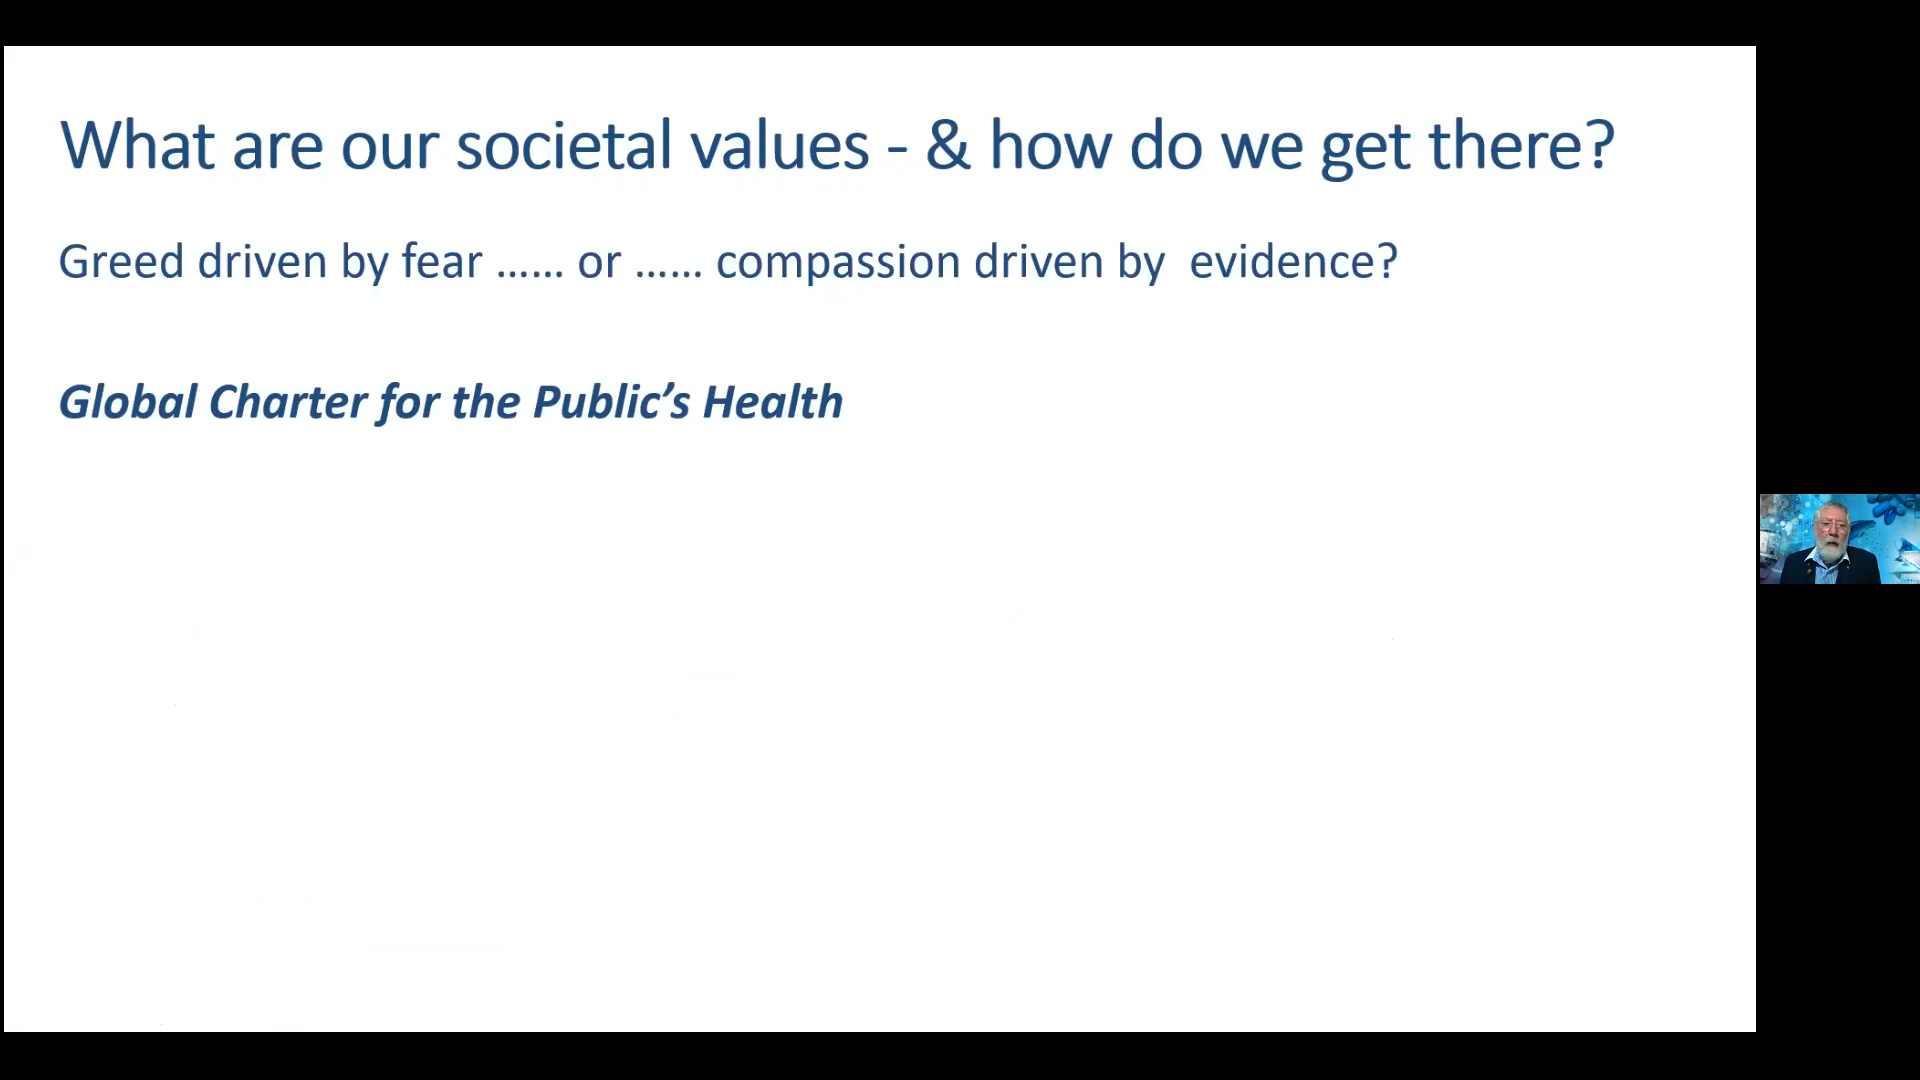 What are our societal values - & how do we get there?
Greed driven by fear ...... or ...... compassion driven by  evidence?
Global Charter for the Public’s Health